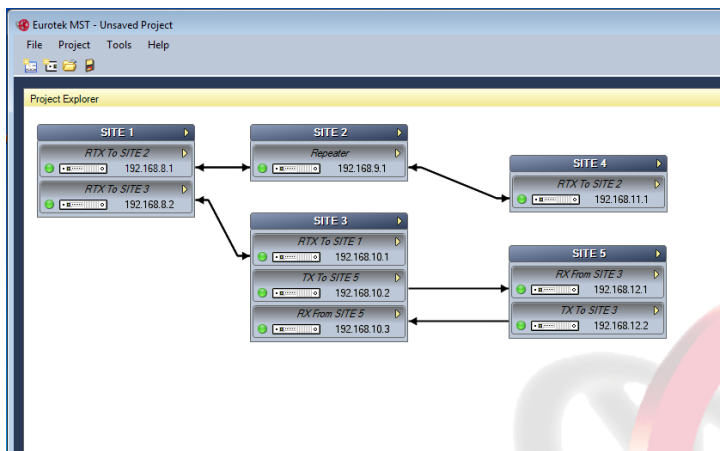 Eurotek MST - Unsaved Project
File Project Tools Help
Project Explorer
SITE 1
RTX To SITE 2
192.168.8.1
RTX To SITE 3
192.168.8.2
SITE 2
Repeater
192.168.9.1
SITE 3
RTX To SITE 1
192.168.10.1
TX To SITE 5
192.168.10.2
RX From SITE 5
192.168.10.3
SITE 4
RTX To SITE 2
192.168.11.1
SITE 5
RX From SITE 3
192.168.12.1
TX To SITE 3
192.168.12.2